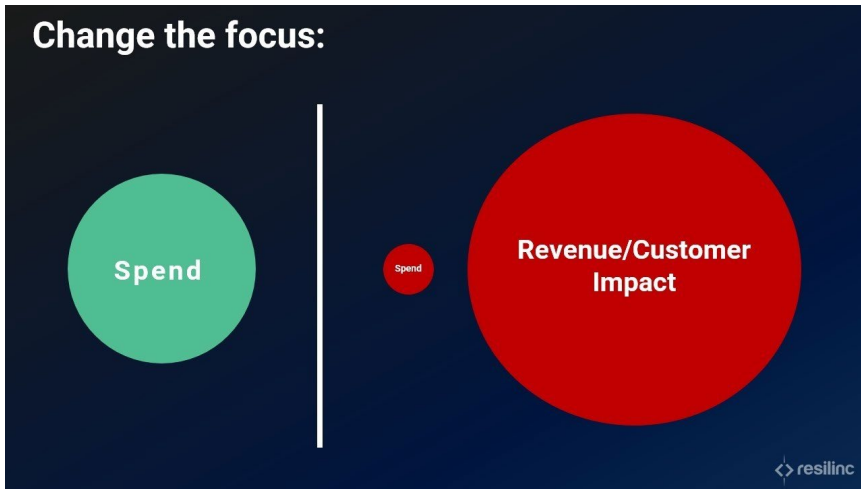 Change the focus:
Spend
Spend
Revenue/Customer
Impact
resilinc